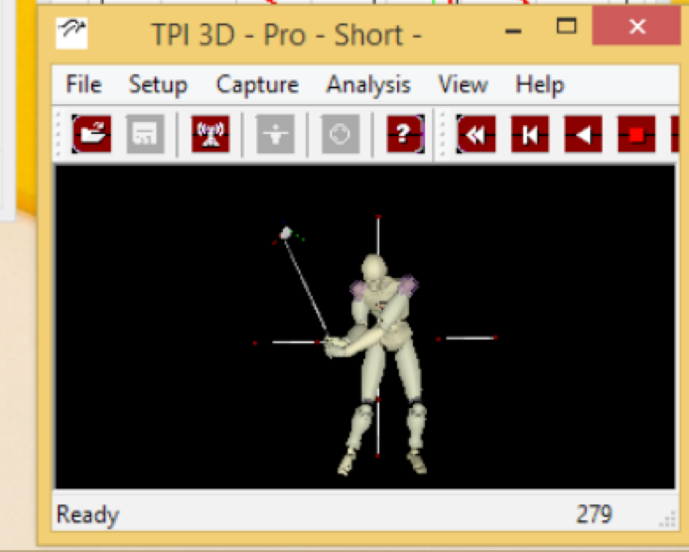 TPI 3D - Pro - Short -
File Setup Capture Analysis View Help
?
Ready 279